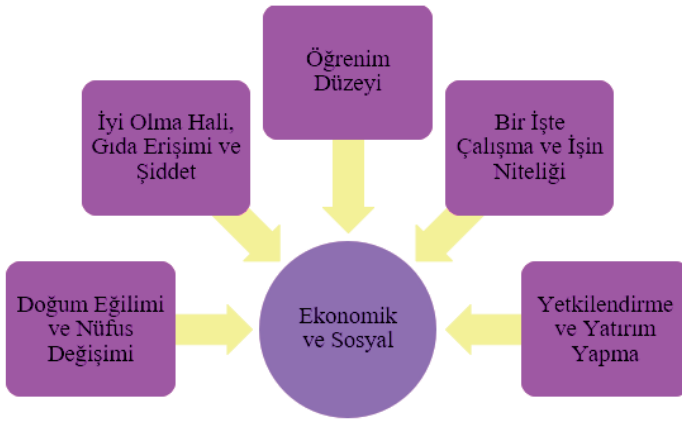 Öğrenim
Düzeyi
İyi Olma Hali,
Gıda Erişimi ve
Şiddet
Bir İşte
Çalışma ve İşin
Niteliği
Doğum Eğilimi
ve Nüfus
Değişimi
Ekonomik
ve Sosyal
Yetkilendirme
ve Yatırım
Yapma